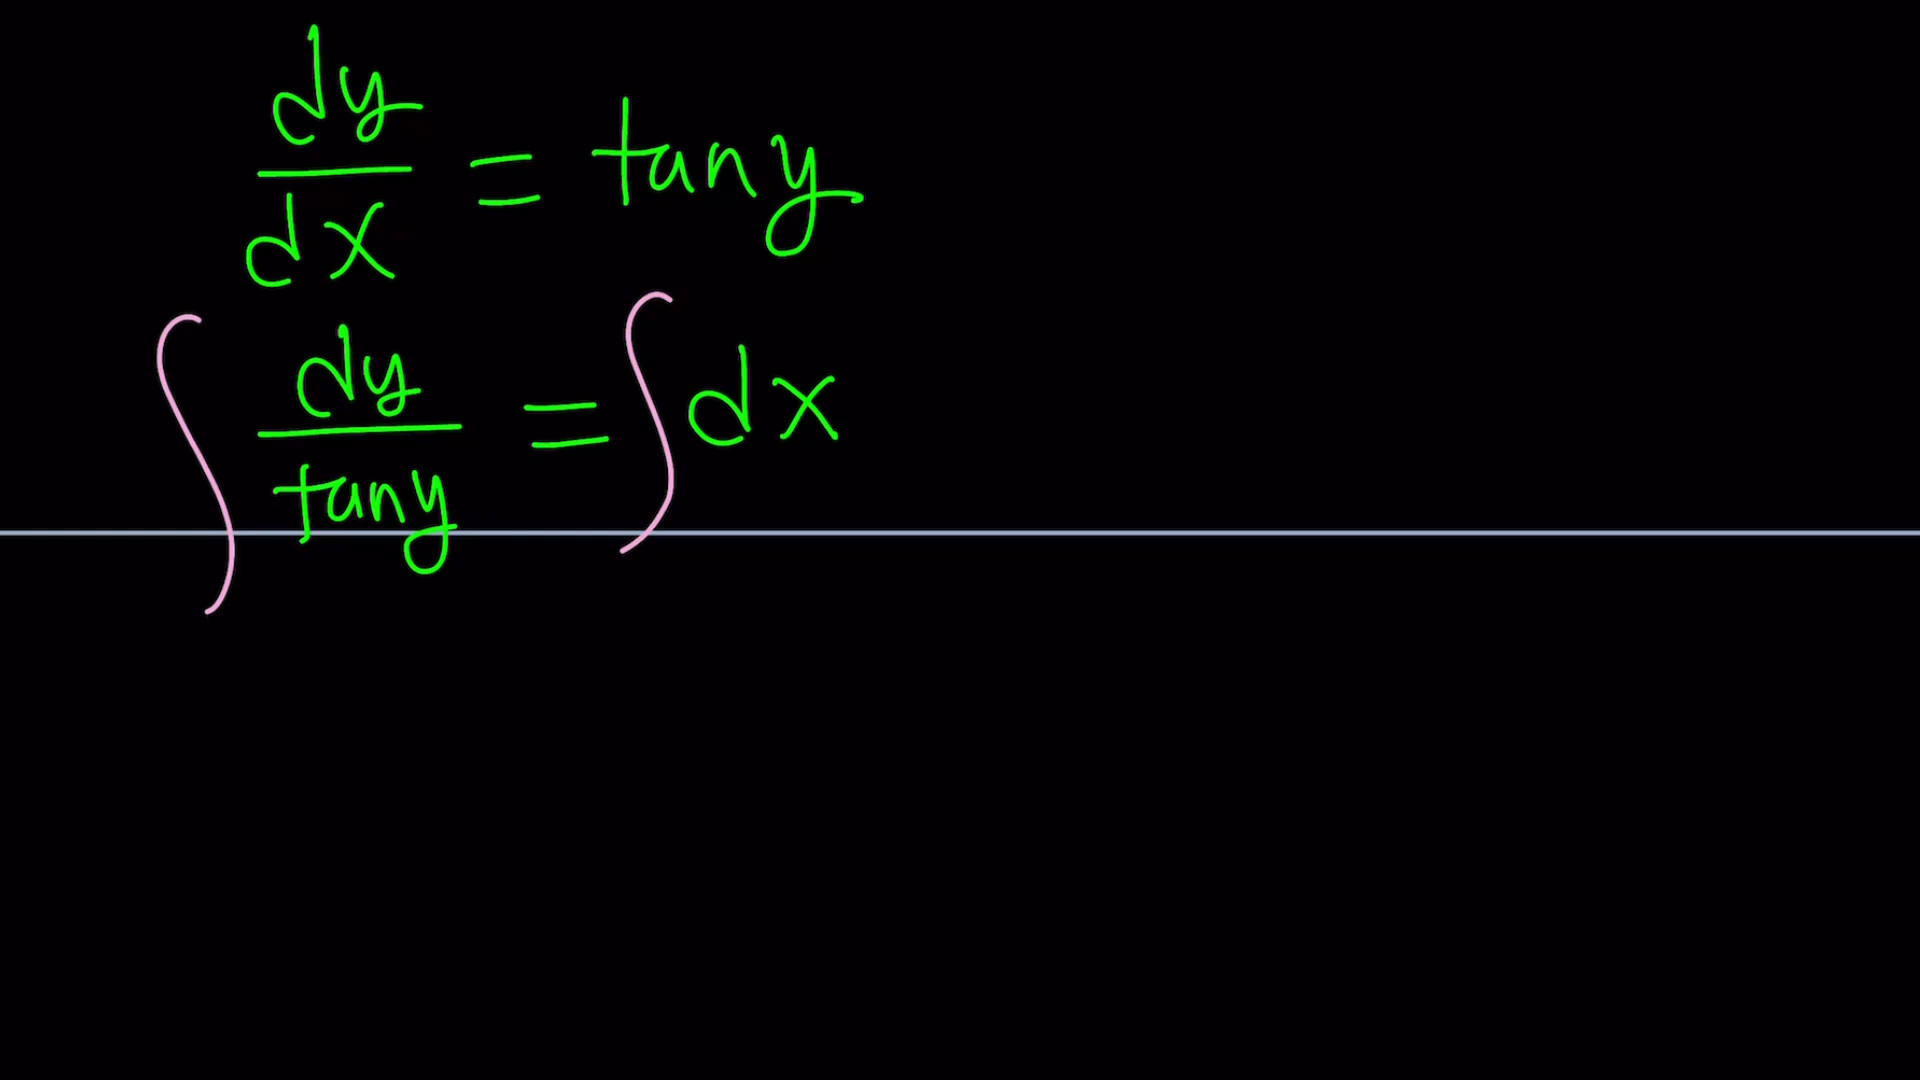 dy/dx = tany
∫ dy/tany = ∫ dx